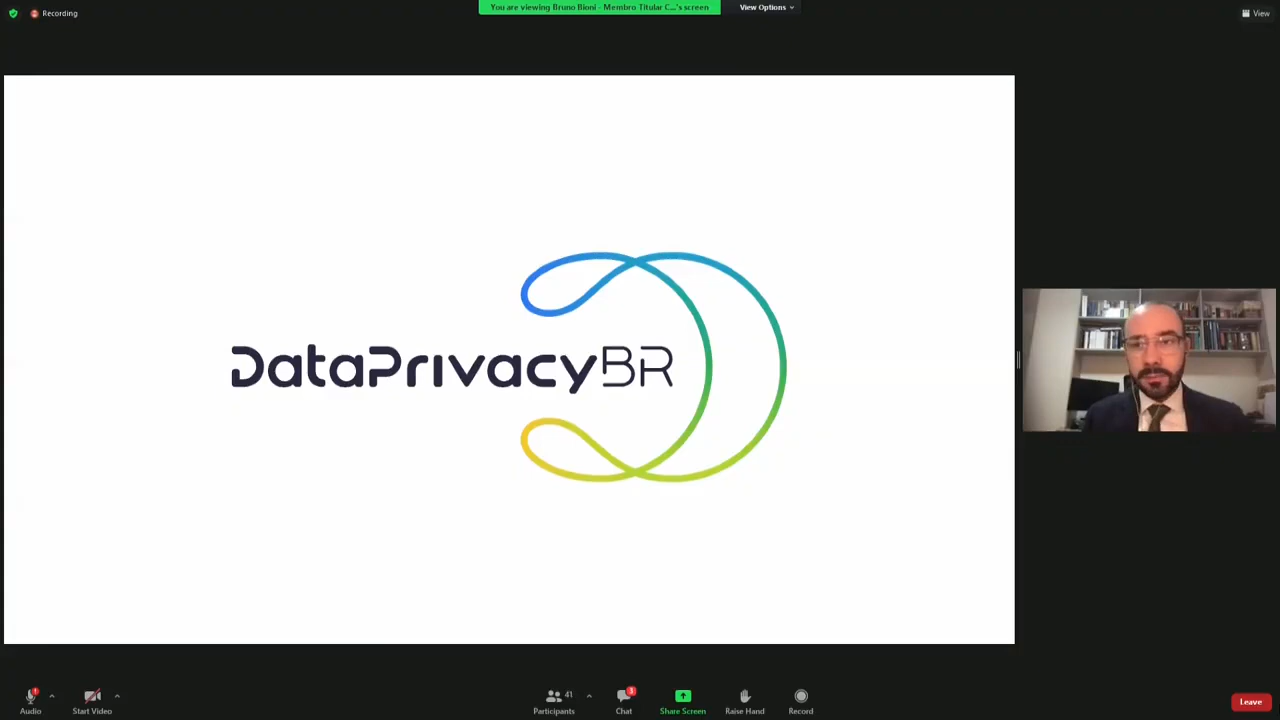 Recording
You are viewing Bruno Bioni - Membro Titular C...'s screen
View Options
View
DataPrivacyBR
Audio
Start Video
41
Participants
3
Chat
Share Screen
Raise Hand
Record
Leave